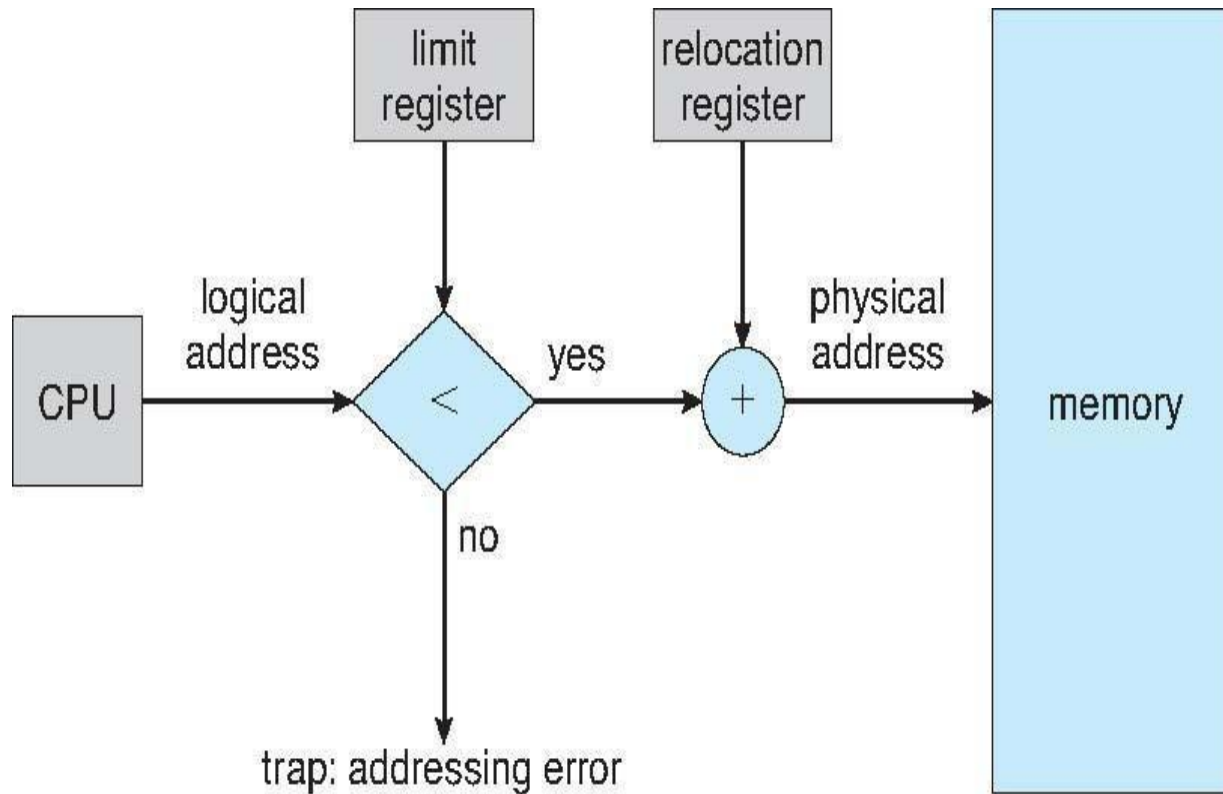 limit
register
relocation
register
logical
address
physical
address
CPU
<
yes
+
memory
no
trap: addressing error